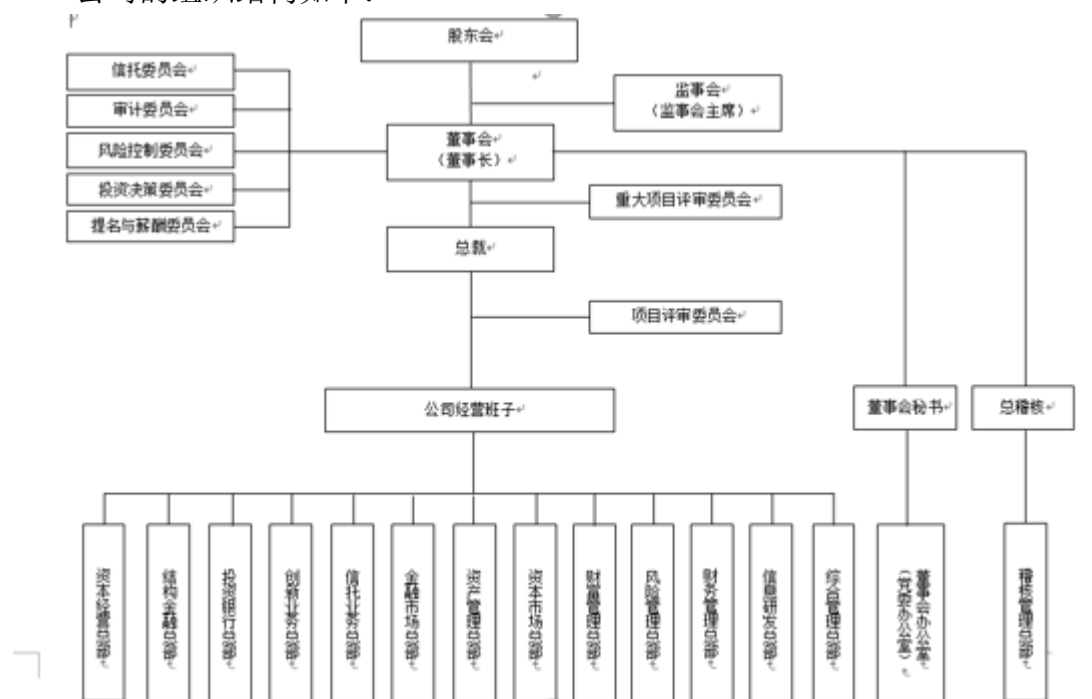 股东会
信托委员会
审计委员会
风险控制委员会
投资决策委员会
提名与薪酬委员会
监事会
（监事会主席）
董事会
（董事长）
重大项目评审委员会
总裁
项目评审委员会
公司经营班子
董事会秘书
总稽核
资本经营总部
结构金融总部
投资银行总部
创新业务总部
信托业务总部
金融市场总部
资产管理总部
资本市场总部
财富管理总部
风险管理总部
财务管理总部
信息研发总部
综合管理总部
董事会办公室
（党委办公室）
稽核管理总部